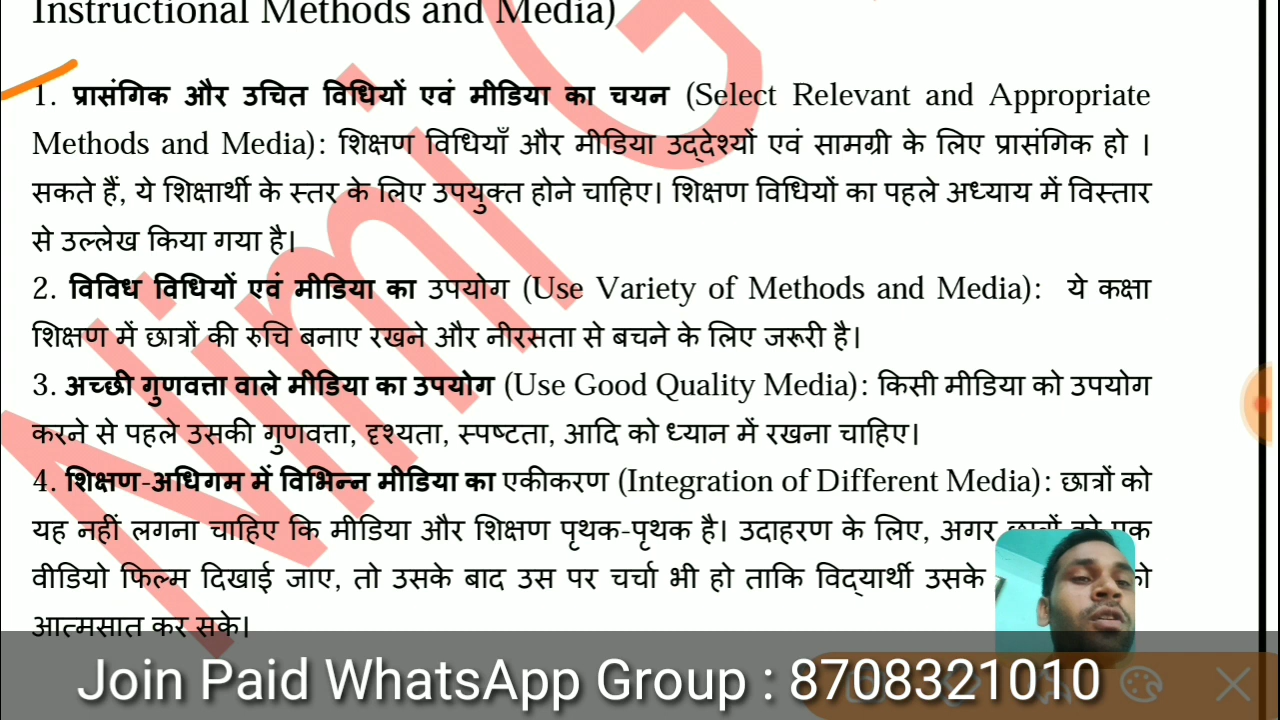 Instructional Methods and Media)
1. प्रासंगिक और उचित विधियों एवं मीडिया का चयन (Select Relevant and Appropriate
Methods and Media): शिक्षण विधियाँ और मीडिया उद्देश्यों एवं सामग्री के लिए प्रासंगिक हो ।
सकते हैं, ये शिक्षार्थी के स्तर के लिए उपयुक्त होने चाहिए। शिक्षण विधियों का पहले अध्याय में विस्तार
से उल्लेख किया गया है।
2. विविध विधियों एवं मीडिया का उपयोग (Use Variety of Methods and Media): ये कक्षा
शिक्षण में छात्रों की रुचि बनाए रखने और नीरसता से बचने के लिए जरूरी है।
3. अच्छी गुणवत्ता वाले मीडिया का उपयोग (Use Good Quality Media): किसी मीडिया को उपयोग
करने से पहले उसकी गुणवत्ता, दृश्यता, स्पष्टता, आदि को ध्यान में रखना चाहिए।
4. शिक्षण-अधिगम में विभिन्न मीडिया का एकीकरण (Integration of Different Media): छात्रों को
यह नहीं लगना चाहिए कि मीडिया और शिक्षण पृथक-पृथक है। उदाहरण के लिए, अगर
वीडियो फिल्म दिखाई जाए, तो उसके बाद उस पर चर्चा भी हो ताकि विद्यार्थी उसके
आत्मसात कर सके।
Nimi G
Join Paid WhatsApp Group : 8708321010